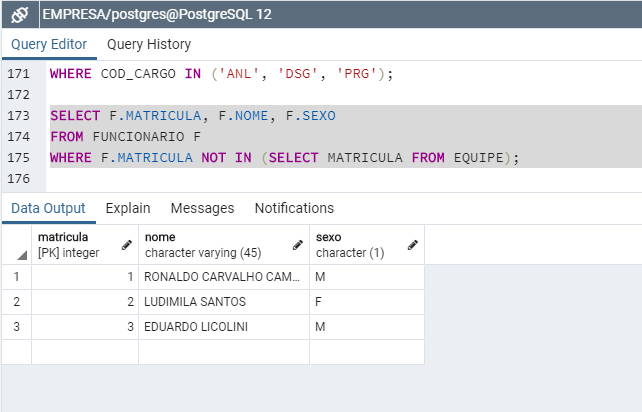 EMPRESA/postgres@PostgreSQL 12
Query Editor Query History
171 WHERE COD_CARGO IN ('ANL', 'DSG', 'PRG');
172
173 SELECT F.MATRICULA, F.NOME, F.SEXO
174 FROM FUNCIONARIO F
175 WHERE F.MATRICULA NOT IN (SELECT MATRICULA FROM EQUIPE);
176
Data Output Explain Messages Notifications
matricula nome sexo
[PK] integer character varying (45) character (1)
1 1 RONALDO CARVALHO CAM... M
2 2 LUDIMILA SANTOS F
3 3 EDUARDO LICOLINI M